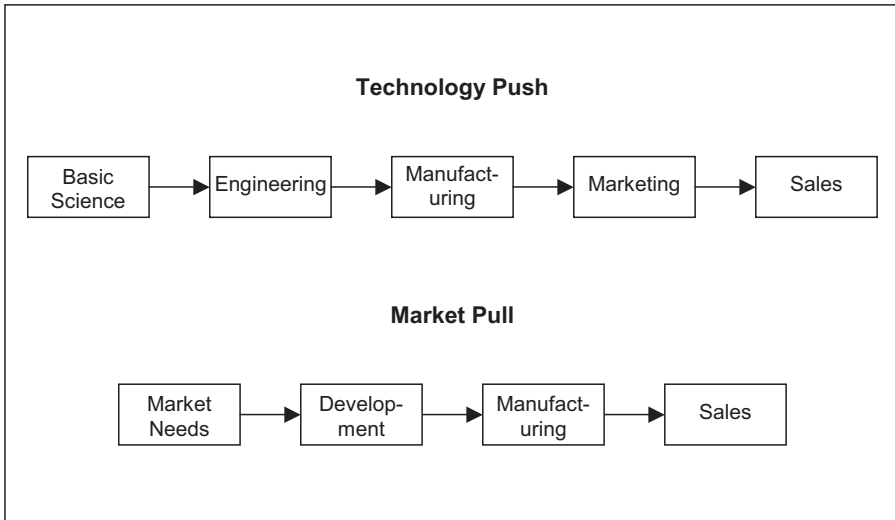 Technology Push
Basic
Science
Engineering
Manufact-
uring
Marketing
Sales
Market Pull
Market
Needs
Develop-
ment
Manufact-
uring
Sales